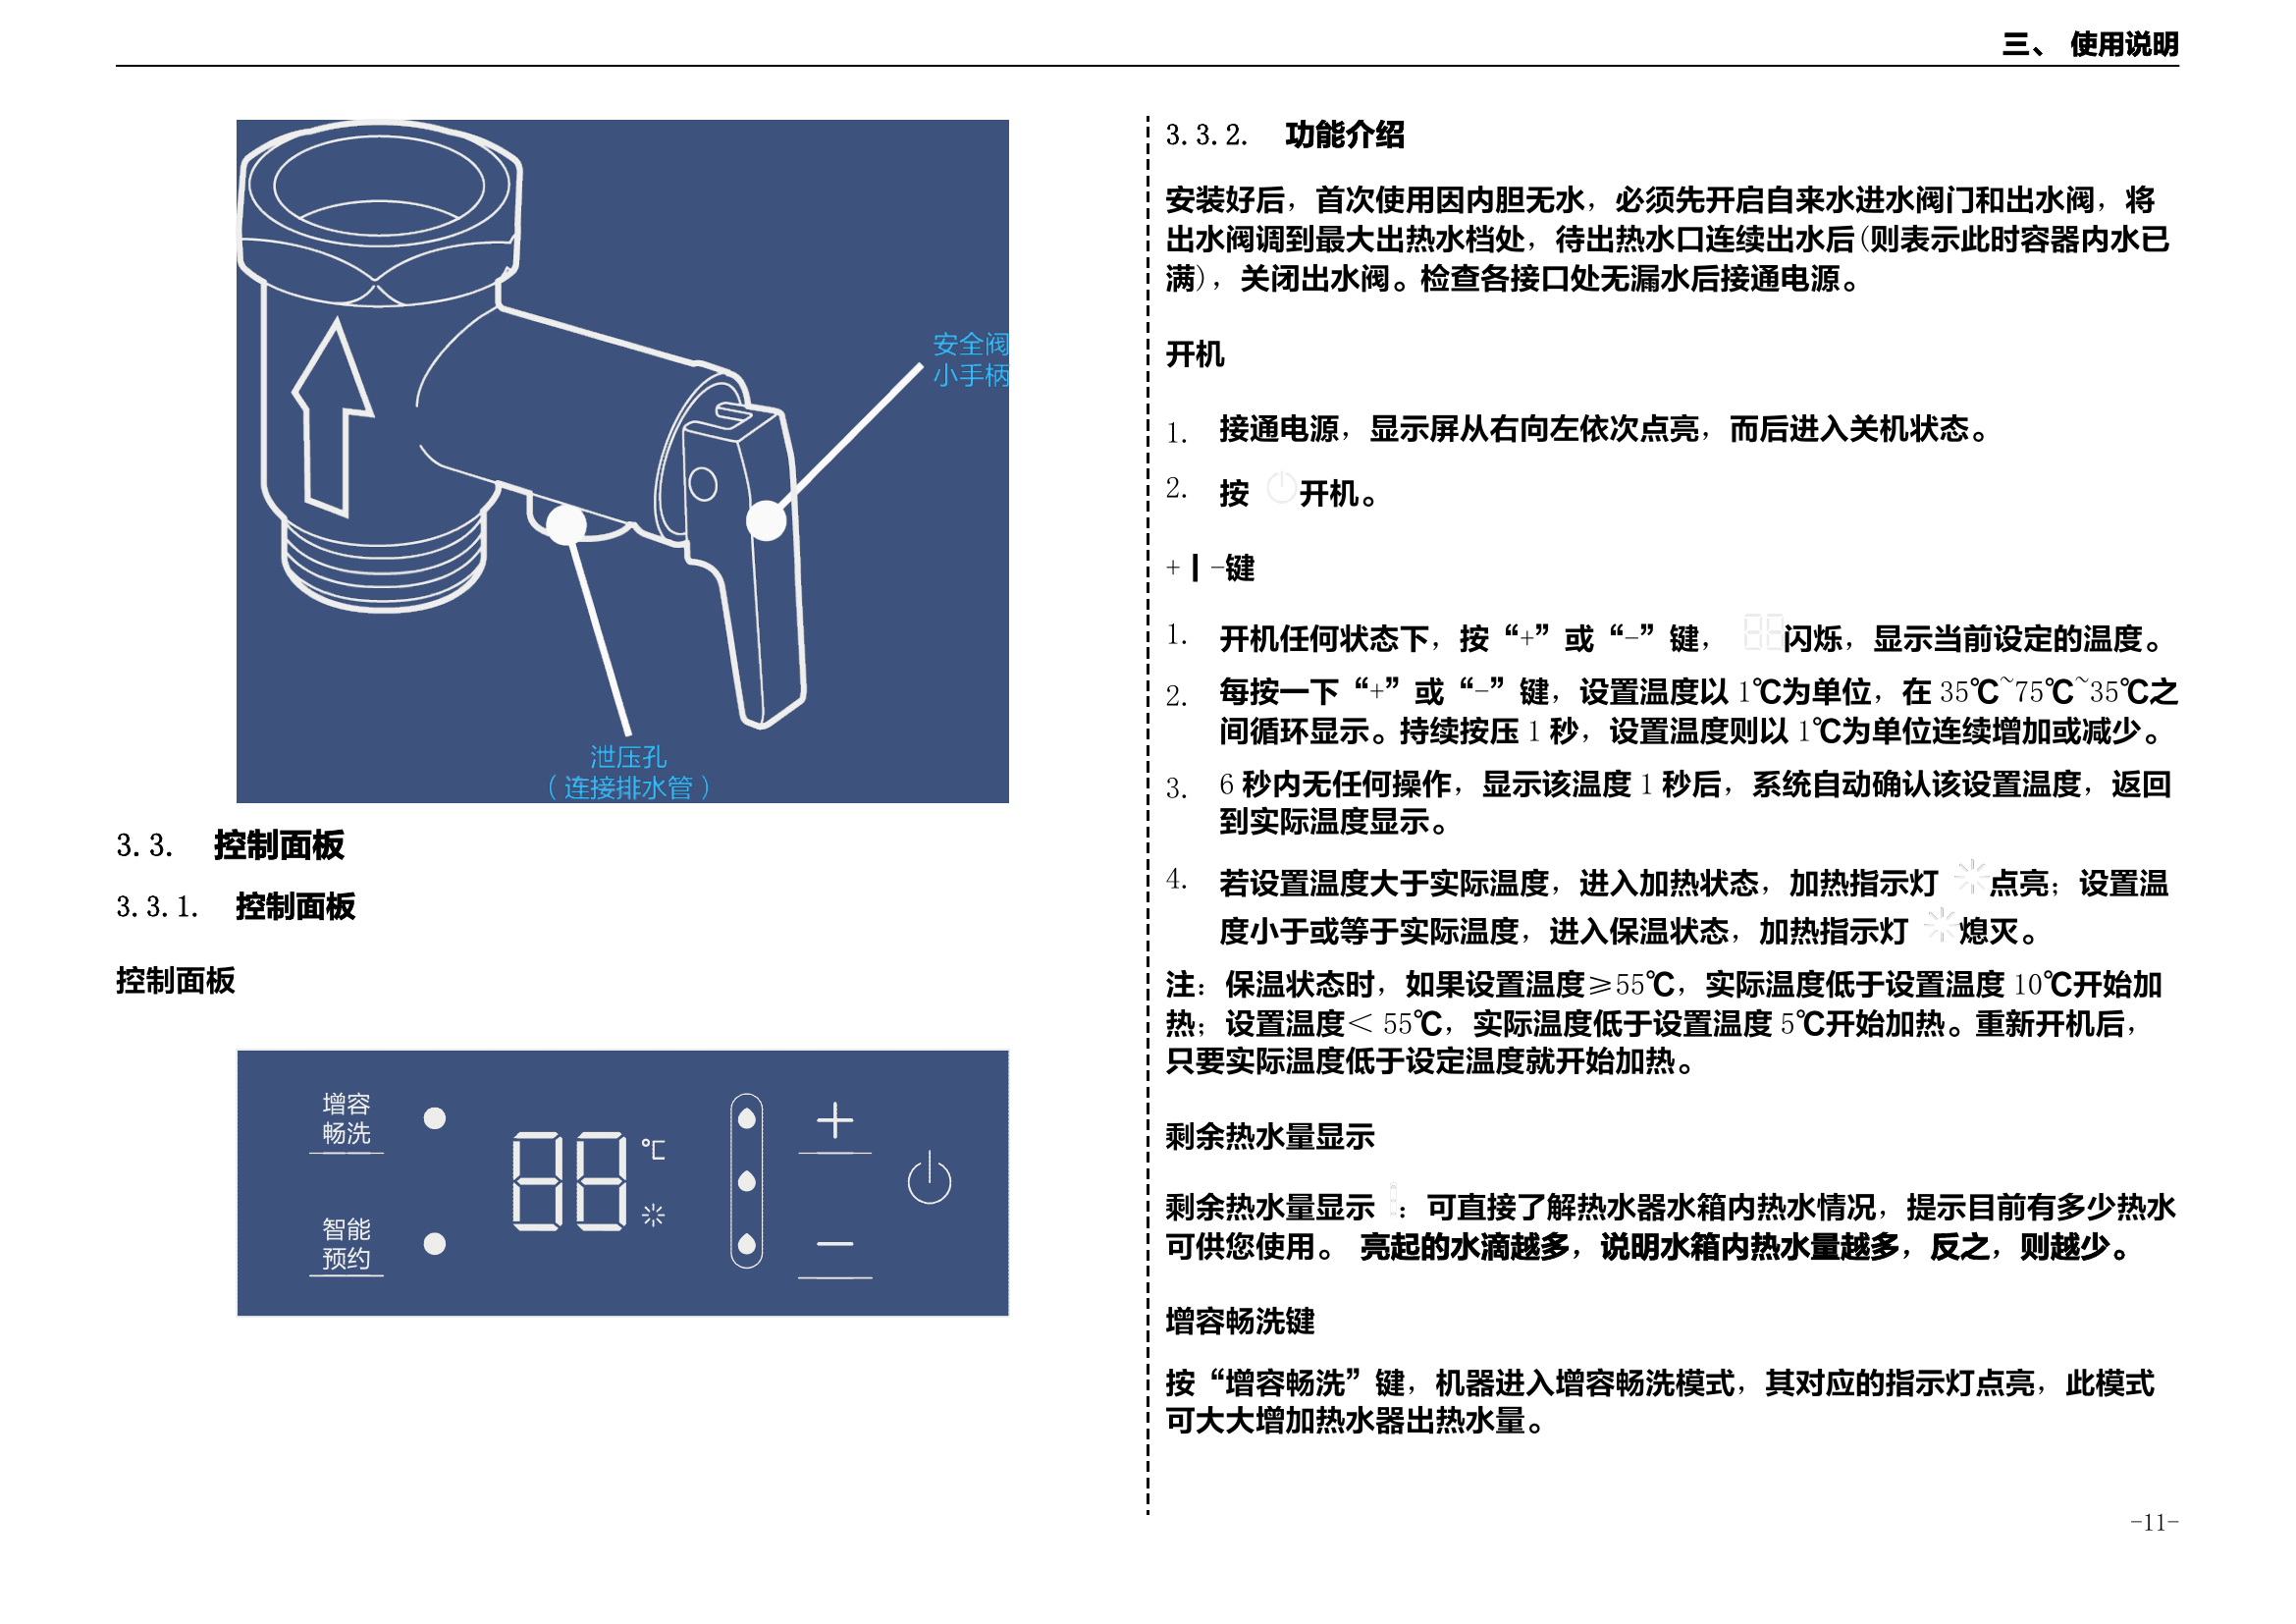 三、 使用说明
安全阀
小手柄
泄压孔
（连接排水管）
3.3. 控制面板
3.3.1. 控制面板
控制面板
增容
畅洗
88
℃
智能
预约
+
−
3.3.2. 功能介绍
安装好后，首次使用因内胆无水，必须先开启自来水进水阀门和出水阀，将
出水阀调到最大出热水档处，待出热水口连续出水后(则表示此时容器内水已
满)，关闭出水阀。检查各接口处无漏水后接通电源。
开机
1. 接通电源，显示屏从右向左依次点亮，而后进入关机状态。
2. 按 开机。
+┃-键
1. 开机任何状态下，按“+”或“-”键， 88闪烁，显示当前设定的温度。
2. 每按一下“+”或“-”键，设置温度以 1℃为单位，在 35℃~75℃~35℃之
间循环显示。持续按压 1 秒，设置温度则以 1℃为单位连续增加或减少。
3. 6 秒内无任何操作，显示该温度 1 秒后，系统自动确认该设置温度，返回
到实际温度显示。
4. 若设置温度大于实际温度，进入加热状态，加热指示灯 点亮；设置温
度小于或等于实际温度，进入保温状态，加热指示灯 熄灭。
注：保温状态时，如果设置温度≥55℃，实际温度低于设置温度 10℃开始加
热；设置温度＜ 55℃，实际温度低于设置温度 5℃开始加热。重新开机后，
只要实际温度低于设定温度就开始加热。
剩余热水量显示
剩余热水量显示 ：可直接了解热水器水箱内热水情况，提示目前有多少热水
可供您使用。 亮起的水滴越多，说明水箱内热水量越多，反之，则越少。
增容畅洗键
按“增容畅洗”键，机器进入增容畅洗模式，其对应的指示灯点亮，此模式
可大大增加热水器出热水量。
-11-